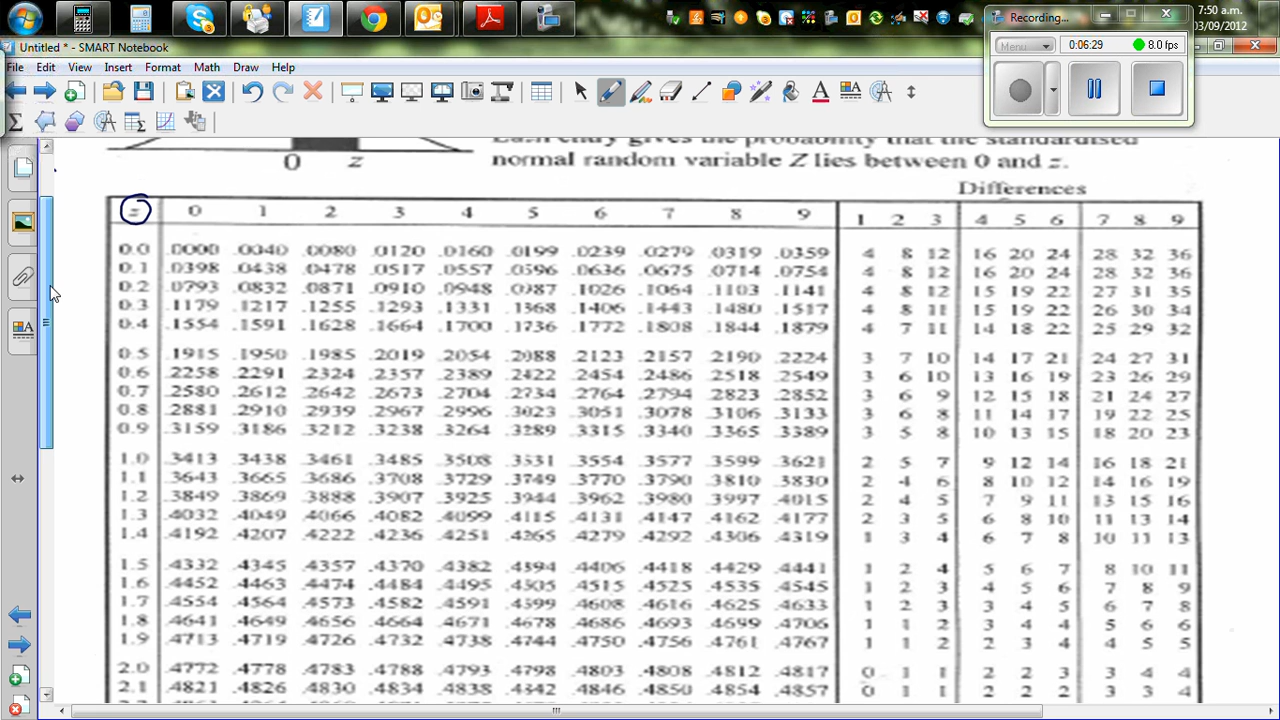 7:50 a.m.
03/09/2012
Recording...
Menu
0:06:29
8.0 fps
Untitled * - SMART Notebook
File Edit View Insert Format Math Draw Help
normal random variable Z lies between 0 and z.
0 z
Differences
z 0 1 2 3 4 5 6 7 8 9 1 2 3 4 5 6 7 8 9
0.0 .0000 .0040 .0080 .0120 .0160 .0199 .0239 .0279 .0319 .0359 4 8 12 16 20 24 28 32 36
0.1 .0398 .0438 .0478 .0517 .0557 .0596 .0636 .0675 .0714 .0754 4 8 12 16 20 24 28 32 36
0.2 .0793 .0832 .0871 .0910 .0948 .0987 .1026 .1064 .1103 .1141 4 8 12 15 19 22 27 31 35
0.3 .1179 .1217 .1255 .1293 .1331 .1368 .1406 .1443 .1480 .1517 4 8 11 15 19 22 26 30 34
0.4 .1554 .1591 .1628 .1664 .1700 .1736 .1772 .1808 .1844 .1879 4 7 11 14 18 22 25 29 32
0.5 .1915 .1950 .1985 .2019 .2054 .2088 .2123 .2157 .2190 .2224 3 7 10 14 17 21 24 27 31
0.6 .2258 .2291 .2324 .2357 .2389 .2422 .2454 .2486 .2518 .2549 3 6 10 13 16 19 23 26 29
0.7 .2580 .2612 .2642 .2673 .2704 .2734 .2764 .2794 .2823 .2852 3 6 9 12 15 18 21 24 27
0.8 .2881 .2910 .2939 .2967 .2996 .3023 .3051 .3078 .3106 .3133 3 6 8 11 14 17 19 22 25
0.9 .3159 .3186 .3212 .3238 .3264 .3289 .3315 .3340 .3365 .3389 3 5 8 10 13 15 18 20 23
1.0 .3413 .3438 .3461 .3485 .3508 .3531 .3554 .3577 .3599 .3621 2 5 7 9 12 14 16 18 21
1.1 .3643 .3665 .3686 .3708 .3729 .3749 .3770 .3790 .3810 .3830 2 4 6 8 10 12 14 16 19
1.2 .3849 .3869 .3888 .3907 .3925 .3944 .3962 .3980 .3997 .4015 2 4 5 7 9 11 13 15 16
1.3 .4032 .4049 .4066 .4082 .4099 .4115 .4131 .4147 .4162 .4177 2 3 5 6 8 10 11 13 14
1.4 .4192 .4207 .4222 .4236 .4251 .4265 .4279 .4292 .4306 .4319 1 3 4 6 7 8 10 11 13
1.5 .4332 .4345 .4357 .4370 .4382 .4394 .4406 .4418 .4429 .4441 1 2 4 5 6 7 8 10 11
1.6 .4452 .4463 .4474 .4484 .4495 .4505 .4515 .4525 .4535 .4545 1 2 3 4 5 6 7 8 9
1.7 .4554 .4564 .4573 .4582 .4591 .4599 .4608 .4616 .4625 .4633 1 2 3 3 4 5 6 7 8
1.8 .4641 .4649 .4656 .4664 .4671 .4678 .4686 .4693 .4699 .4706 1 1 2 3 4 4 5 6 6
1.9 .4713 .4719 .4726 .4732 .4738 .4744 .4750 .4756 .4761 .4767 1 1 2 2 3 4 4 5 5
2.0 .4772 .4778 .4783 .4788 .4793 .4798 .4803 .4808 .4812 .4817 0 1 1 2 2 3 3 4 4
2.1 .4821 .4826 .4830 .4834 .4838 .4842 .4846 .4850 .4854 .4857 0 1 1 2 2 2 3 3 4